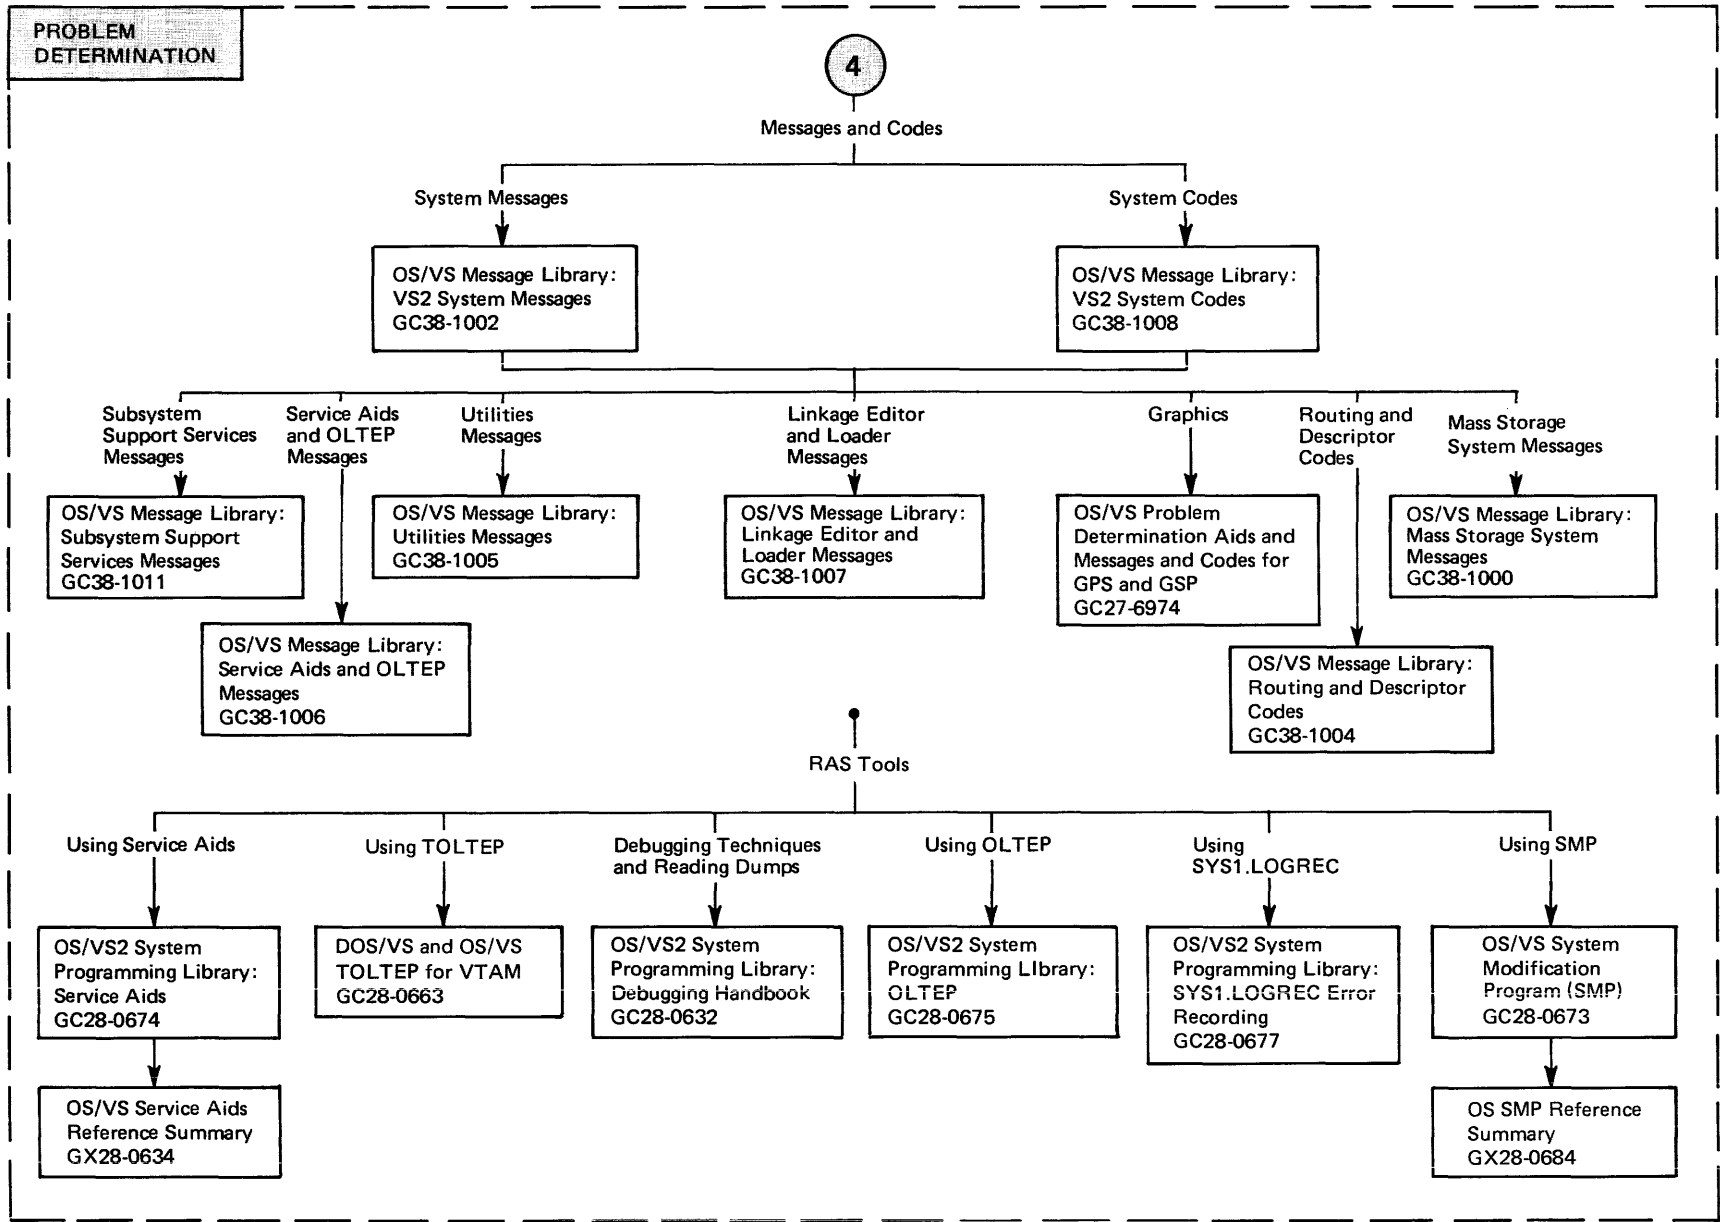 PROBLEM
DETERMINATION
4
Messages and Codes
System Messages
System Codes
OS/VS Message Library:
VS2 System Messages
GC38-1002
OS/VS Message Library:
VS2 System Codes
GC38-1008
Subsystem
Support Services
Messages
Service Aids
and OLTEP
Messages
Utilities
Messages
Linkage Editor
and Loader
Messages
Graphics
Routing and
Descriptor
Codes
Mass Storage
System Messages
OS/VS Message Library:
Subsystem Support
Services Messages
GC38-1011
OS/VS Message Library:
Utilities Messages
GC38-1005
OS/VS Message Library:
Linkage Editor and
Loader Messages
GC38-1007
OS/VS Problem
Determination Aids and
Messages and Codes for
GPS and GSP
GC27-6974
OS/VS Message Library:
Mass Storage System
Messages
GC38-1000
OS/VS Message Library:
Service Aids and OLTEP
Messages
GC38-1006
OS/VS Message Library:
Routing and Descriptor
Codes
GC38-1004
RAS Tools
Using Service Aids
Using TOLTEP
Debugging Techniques
and Reading Dumps
Using OLTEP
Using
SYS1.LOGREC
Using SMP
OS/VS2 System
Programming Library:
Service Aids
GC28-0674
DOS/VS and OS/VS
TOLTEP for VTAM
GC28-0663
OS/VS2 System
Programming Library:
Debugging Handbook
GC28-0632
OS/VS2 System
Programming Library:
OLTEP
GC28-0675
OS/VS2 System
Programming Library:
SYS1.LOGREC Error
Recording
GC28-0677
OS/VS System
Modification
Program (SMP)
GC28-0673
OS/VS Service Aids
Reference Summary
GX28-0634
OS SMP Reference
Summary
GX28-0684